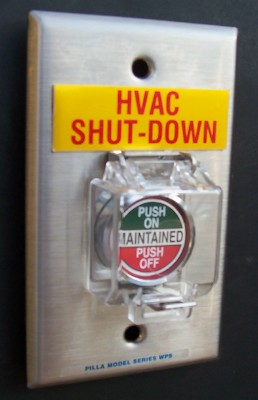 HVAC
SHUT-DOWN
PUSH
ON
MAINTAINED
PUSH
OFF
PILLA MODEL SERIES WPS